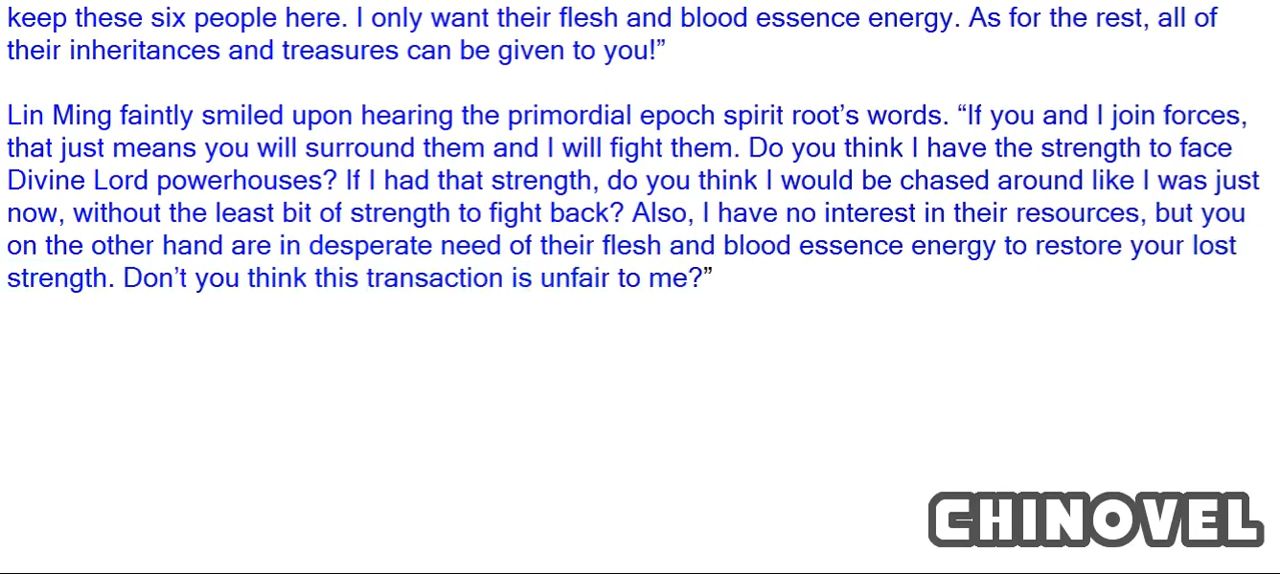 keep these six people here. I only want their flesh and blood essence energy. As for the rest, all of
their inheritances and treasures can be given to you!”
Lin Ming faintly smiled upon hearing the primordial epoch spirit root’s words. “If you and I join forces,
that just means you will surround them and I will fight them. Do you think I have the strength to face
Divine Lord powerhouses? If I had that strength, do you think I would be chased around like I was just
now, without the least bit of strength to fight back? Also, I have no interest in their resources, but you
on the other hand are in desperate need of their flesh and blood essence energy to restore your lost
strength. Don’t you think this transaction is unfair to me?”
CHINOVEL